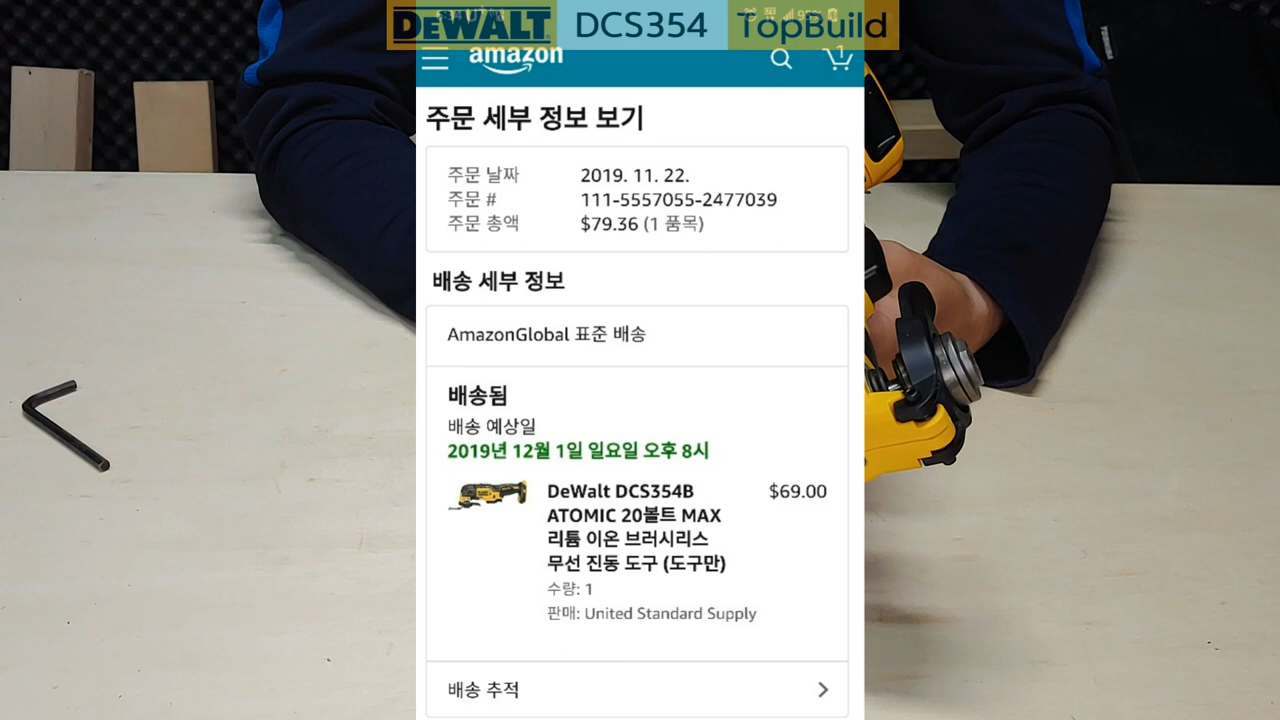 DEWALT DCS354 TopBuild
amazon
1
주문 세부 정보 보기
주문 날짜 2019. 11. 22.
주문 # 111-5557055-2477039
주문 총액 $79.36 (1 품목)
배송 세부 정보
AmazonGlobal 표준 배송
배송됨
배송 예상일
2019년 12월 1일 일요일 오후 8시
DeWalt DCS354B $69.00
ATOMIC 20볼트 MAX
리튬 이온 브러시리스
무선 진동 도구 (도구만)
수량: 1
판매: United Standard Supply
배송 추적